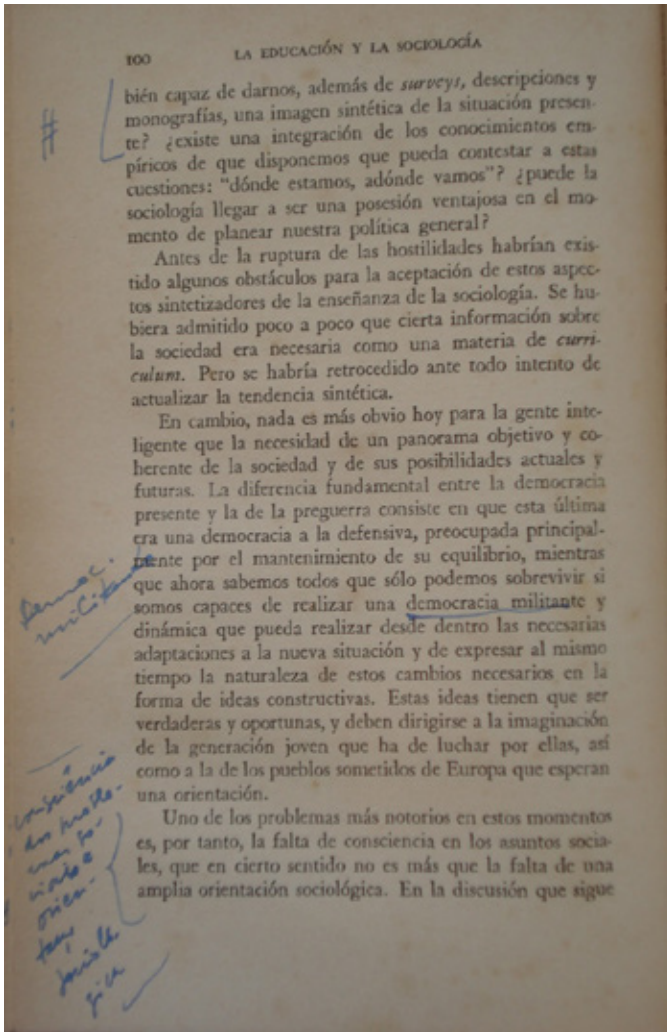 100 LA EDUCACIÓN Y LA SOCIOLOGÍA
#
bién capaz de darnos, además de surveys, descripciones y
monografías, una imagen sintética de la situación presen-
te? ¿existe una integración de los conocimientos em-
píricos de que disponemos que pueda contestar a estas
cuestiones: "dónde estamos, adónde vamos"? ¿puede la
sociología llegar a ser una posesión ventajosa en el mo-
mento de planear nuestra política general?
Antes de la ruptura de las hostilidades habrían exis-
tido algunos obstáculos para la aceptación de estos aspec-
tos sintetizadores de la enseñanza de la sociología. Se hu-
biera admitido poco a poco que cierta información sobre
la sociedad era necesaria como una materia de curri-
culum. Pero se habría retrocedido ante todo intento de
actualizar la tendencia sintética.
En cambio, nada es más obvio hoy para la gente inte-
ligente que la necesidad de un panorama objetivo y co-
herente de la sociedad y de sus posibilidades actuales y
futuras. La diferencia fundamental entre la democracia
presente y la de la preguerra consiste en que esta última
era una democracia a la defensiva, preocupada principal-
mente por el mantenimiento de su equilibrio, mientras
que ahora sabemos todos que sólo podemos sobrevivir si
somos capaces de realizar una democracia militante y
dinámica que pueda realizar desde dentro las necesarias
adaptaciones a la nueva situación y de expresar al mismo
tiempo la naturaleza de estos cambios necesarios en la
forma de ideas constructivas. Estas ideas tienen que ser
verdaderas y oportunas, y deben dirigirse a la imaginación
de la generación joven que ha de luchar por ellas, así
como a la de los pueblos sometidos de Europa que esperan
una orientación.
Uno de los problemas más notorios en estos momentos
es, por tanto, la falta de consciencia en los asuntos socia-
les, que en cierto sentido no es más que la falta de una
amplia orientación sociológica. En la discusión que sigue
Democ.
militante
consciência
dos proble-
mas so-